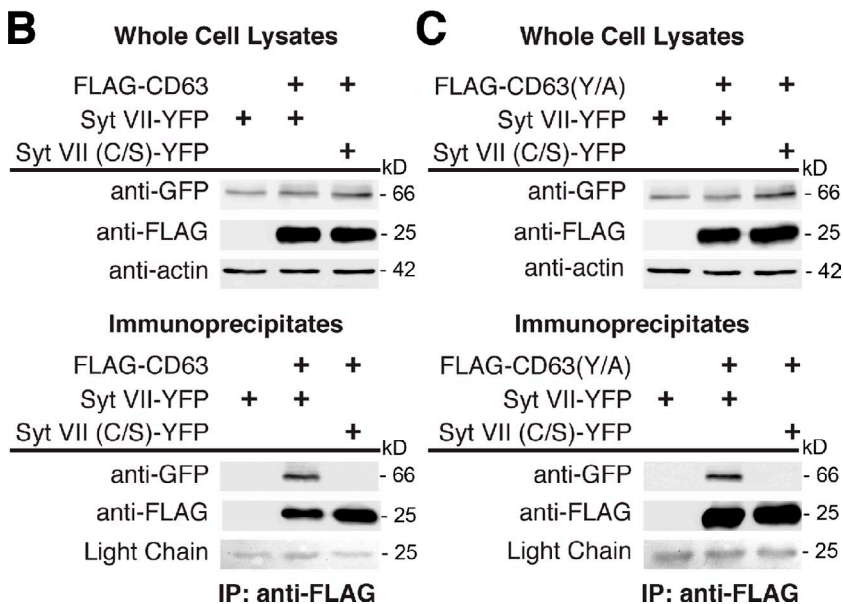 B
Whole Cell Lysates
FLAG-CD63 + +
Syt VII-YFP + +
Syt VII (C/S)-YFP +
kD
anti-GFP - 66
anti-FLAG - 25
anti-actin - 42
Immunoprecipitates
FLAG-CD63 + +
Syt VII-YFP + +
Syt VII (C/S)-YFP +
kD
anti-GFP - 66
anti-FLAG - 25
Light Chain - 25
IP: anti-FLAG
C
Whole Cell Lysates
FLAG-CD63(Y/A) + +
Syt VII-YFP + +
Syt VII (C/S)-YFP +
kD
anti-GFP - 66
anti-FLAG - 25
anti-actin - 42
Immunoprecipitates
FLAG-CD63(Y/A) + +
Syt VII-YFP + +
Syt VII (C/S)-YFP +
kD
anti-GFP - 66
anti-FLAG - 25
Light Chain - 25
IP: anti-FLAG